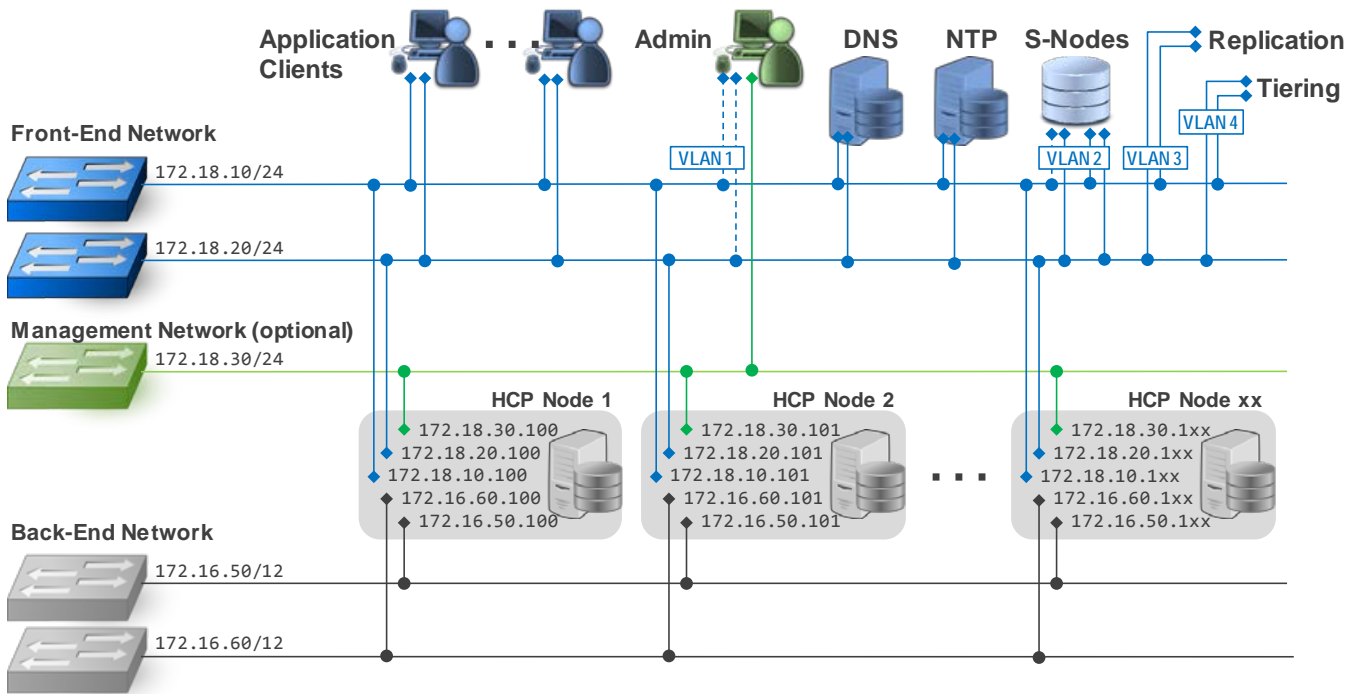 Application
Clients
. . .
Admin
DNS
NTP
S-Nodes
Replication
Tiering
VLAN 1
VLAN 2
VLAN 3
VLAN 4
Front-End Network
172.18.10/24
172.18.20/24
Management Network (optional)
172.18.30/24
HCP Node 1
172.18.30.100
172.18.20.100
172.18.10.100
172.16.60.100
172.16.50.100
HCP Node 2
172.18.30.101
172.18.20.101
172.18.10.101
172.16.60.101
172.16.50.101
. . .
HCP Node xx
172.18.30.1xx
172.18.20.1xx
172.18.10.1xx
172.16.60.1xx
172.16.50.1xx
Back-End Network
172.16.50/12
172.16.60/12